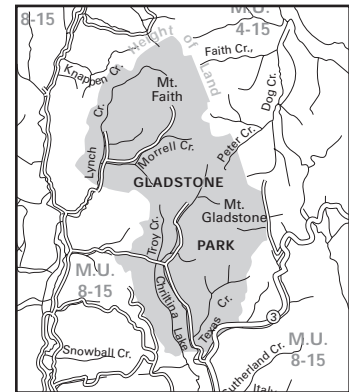 8-15
M.U.
4-15
Height of Land
Faith Cr.
Knappen Cr.
Mt.
Faith
Dog Cr.
Lynch Cr.
Morrell Cr.
Peter Cr.
GLADSTONE
Mt.
Gladstone
Troy Cr.
PARK
M.U.
8-15
Christina Lake
Texas Cr.
3
M.U.
8-15
Snowball Cr.
Sutherland Cr.
Italy